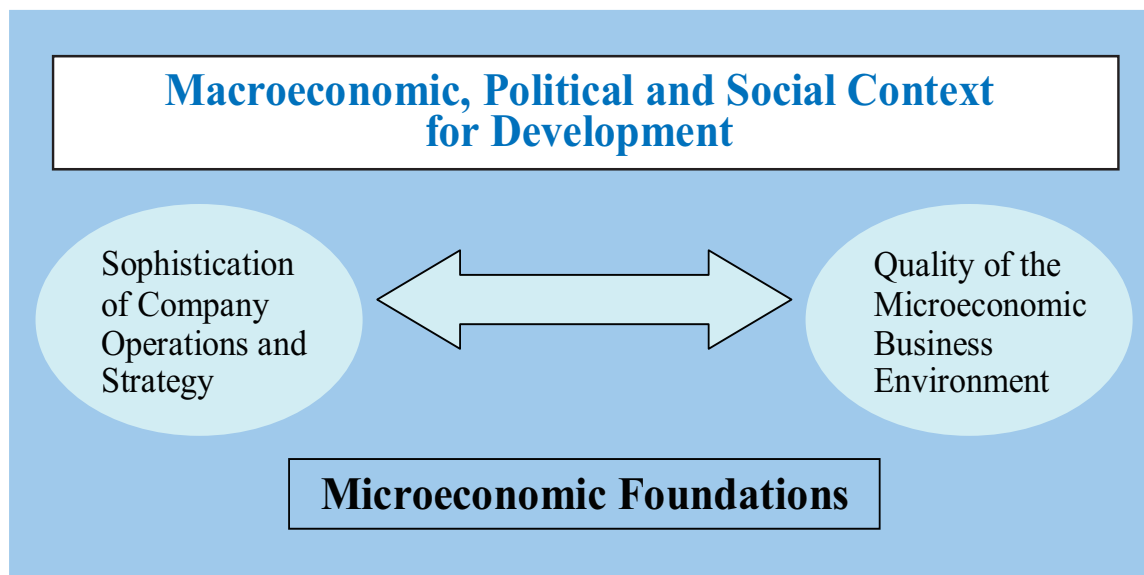 Macroeconomic, Political and Social Context
for Development
Sophistication
of Company
Operations and
Strategy
Quality of the
Microeconomic
Business
Environment
Microeconomic Foundations